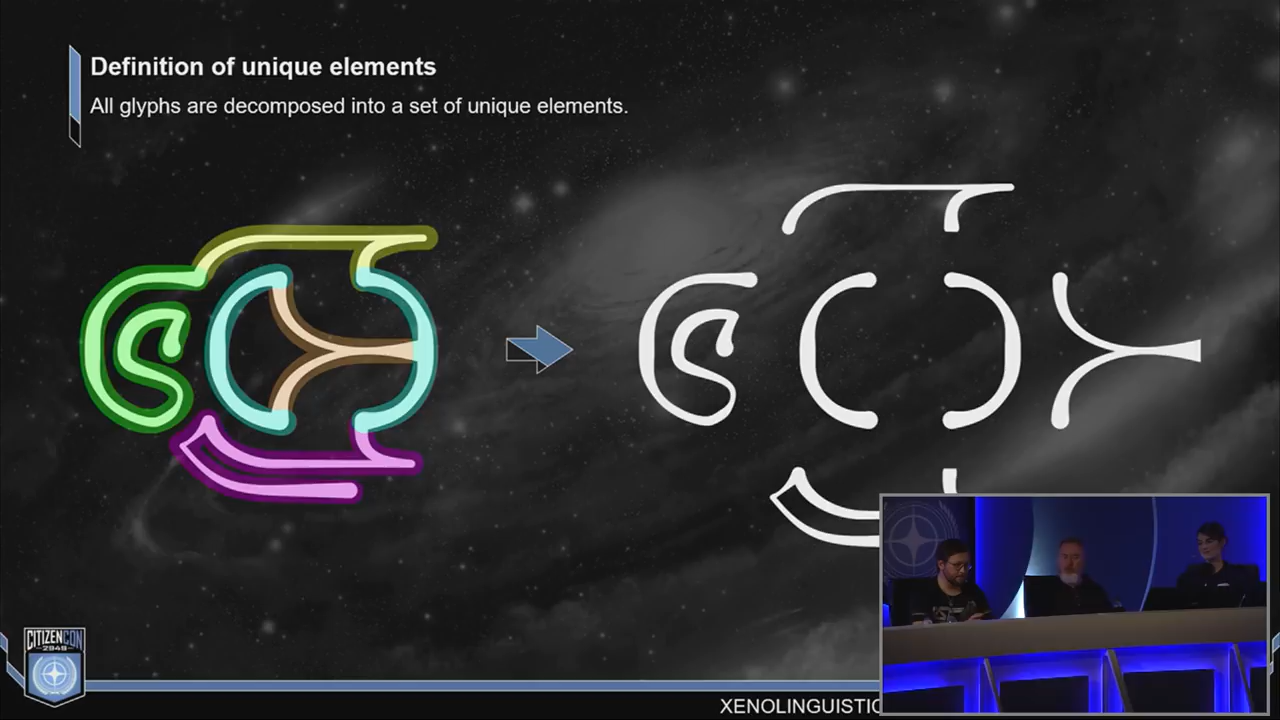 Definition of unique elements
All glyphs are decomposed into a set of unique elements.
CITIZENCON
2949
XENOLINGUISTIC